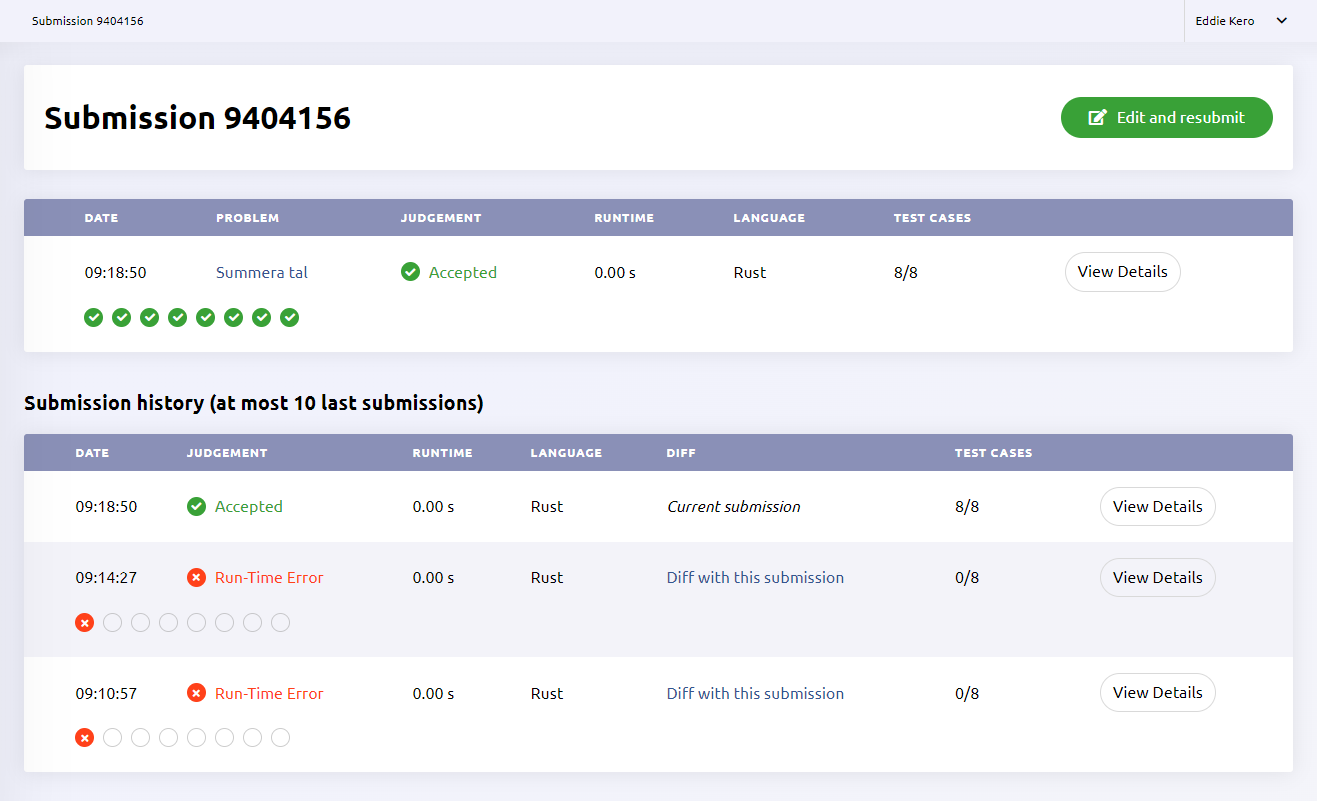 Submission 9404156 Eddie Kero
Submission 9404156 Edit and resubmit
DATE PROBLEM JUDGEMENT RUNTIME LANGUAGE TEST CASES
09:18:50 Summera tal Accepted 0.00 s Rust 8/8 View Details
Submission history (at most 10 last submissions)
DATE JUDGEMENT RUNTIME LANGUAGE DIFF TEST CASES
09:18:50 Accepted 0.00 s Rust Current submission 8/8 View Details
09:14:27 Run-Time Error 0.00 s Rust Diff with this submission 0/8 View Details
09:10:57 Run-Time Error 0.00 s Rust Diff with this submission 0/8 View Details